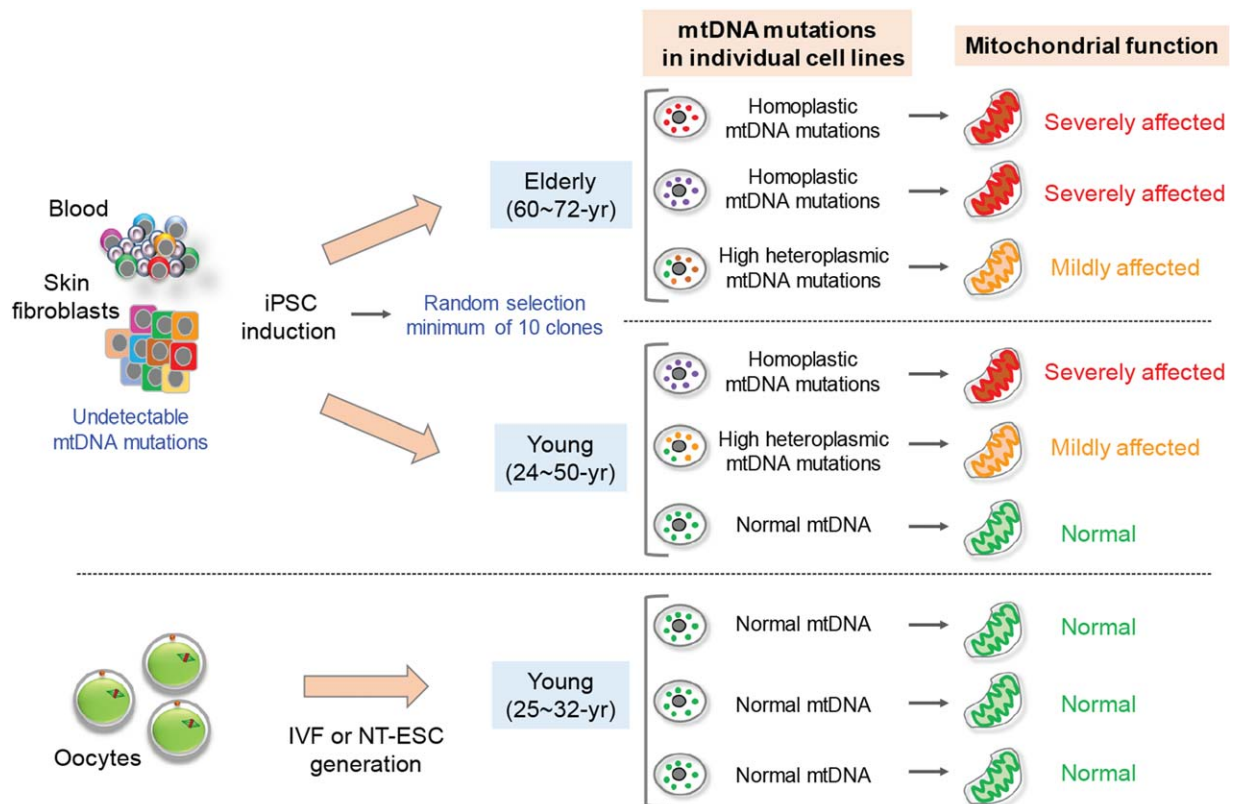 mtDNA mutations
in individual cell lines
Mitochondrial function
Blood
Skin
fibroblasts
Undetectable
mtDNA mutations
iPSC
induction
Random selection
minimum of 10 clones
Elderly
(60~72-yr)
Homoplastic
mtDNA mutations
Severely affected
Homoplastic
mtDNA mutations
Severely affected
High heteroplasmic
mtDNA mutations
Mildly affected
Young
(24~50-yr)
Homoplastic
mtDNA mutations
Severely affected
High heteroplasmic
mtDNA mutations
Mildly affected
Normal mtDNA
Normal
Oocytes
IVF or NT-ESC
generation
Young
(25~32-yr)
Normal mtDNA
Normal
Normal mtDNA
Normal
Normal mtDNA
Normal